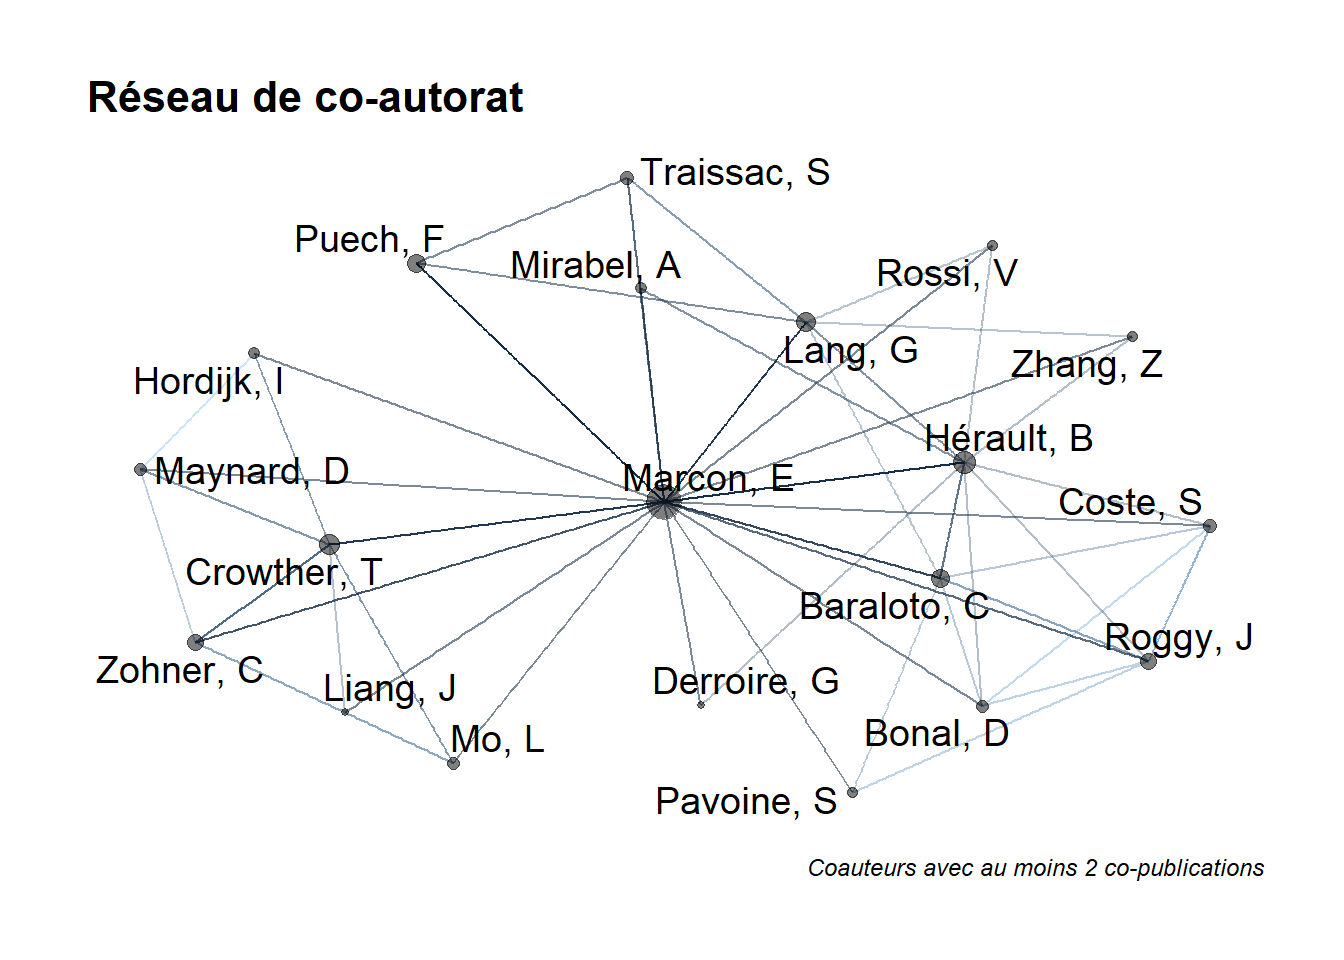 Réseau de co-autorat
Traissac, S
Puech, F
Mirabel, A
Rossi, V
Lang, G
Zhang, Z
Hordijk, I
Hérault, B
Maynard, D
Marcon, E
Coste, S
Crowther, T
Baraloto, C
Roggy, J
Zohner, C
Liang, J
Derroire, G
Bonal, D
Mo, L
Pavoine, S
Coauteurs avec au moins 2 co-publications